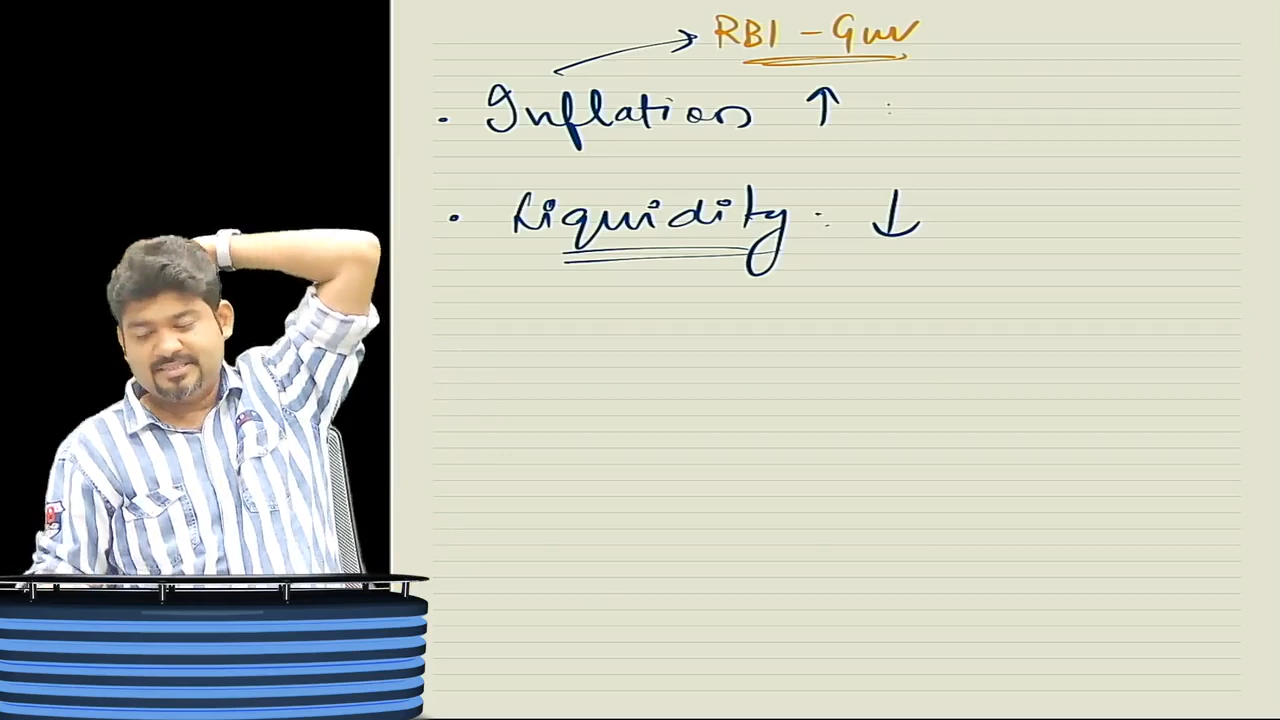 RBI - Guv
• Inflation ↑
• Liquidity : ↓